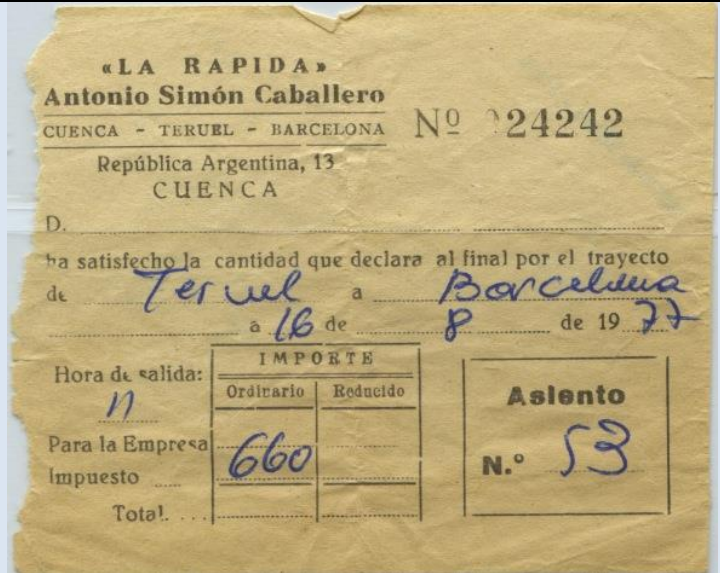 «LA RAPIDA»
Antonio Simón Caballero
CUENCA - TERUEL - BARCELONA
Nº 024242
República Argentina, 13
CUENCA
D.
ha satisfecho la cantidad que declara al final por el trayecto
de Teruel a Barcelona
a 16 de 8 de 1977
IMPORTE
Hora de salida:
Ordinario Reducido
Asiento
11
Para la Empresa
660
N.º 53
Impuesto
Total